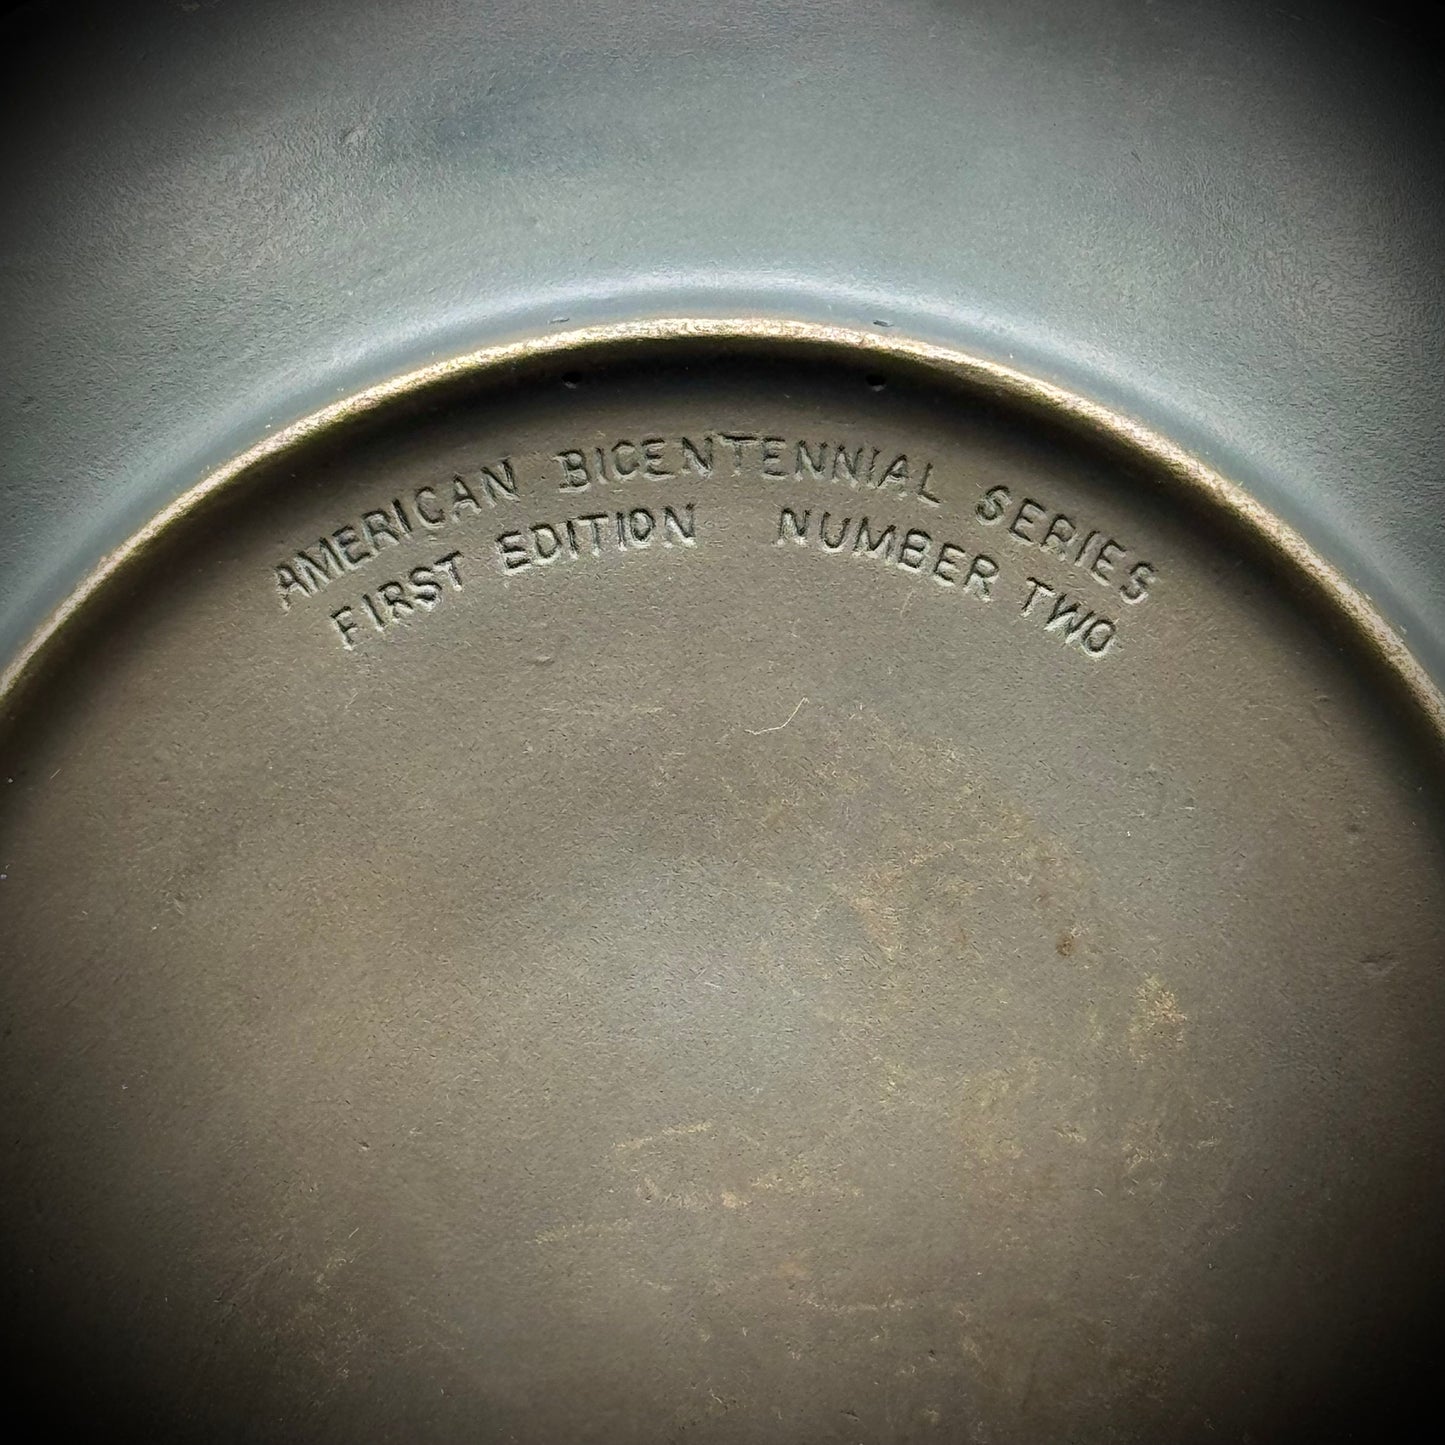 AMERICAN BICENTENNIAL SERIES
FIRST EDITION NUMBER TWO